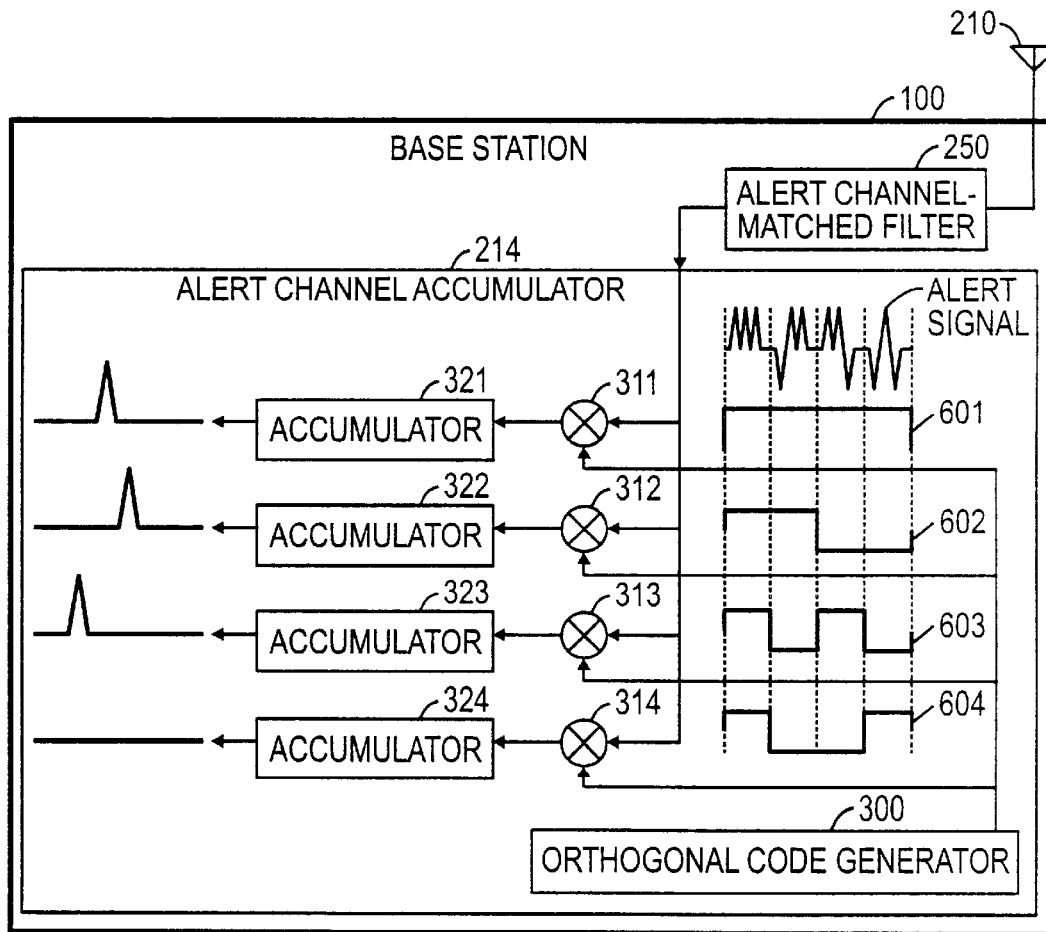 210
100
BASE STATION
250
ALERT CHANNEL-
MATCHED FILTER
214
ALERT CHANNEL ACCUMULATOR
ALERT
SIGNAL
321
ACCUMULATOR
311
601
322
ACCUMULATOR
312
602
323
ACCUMULATOR
313
603
324
ACCUMULATOR
314
604
300
ORTHOGONAL CODE GENERATOR